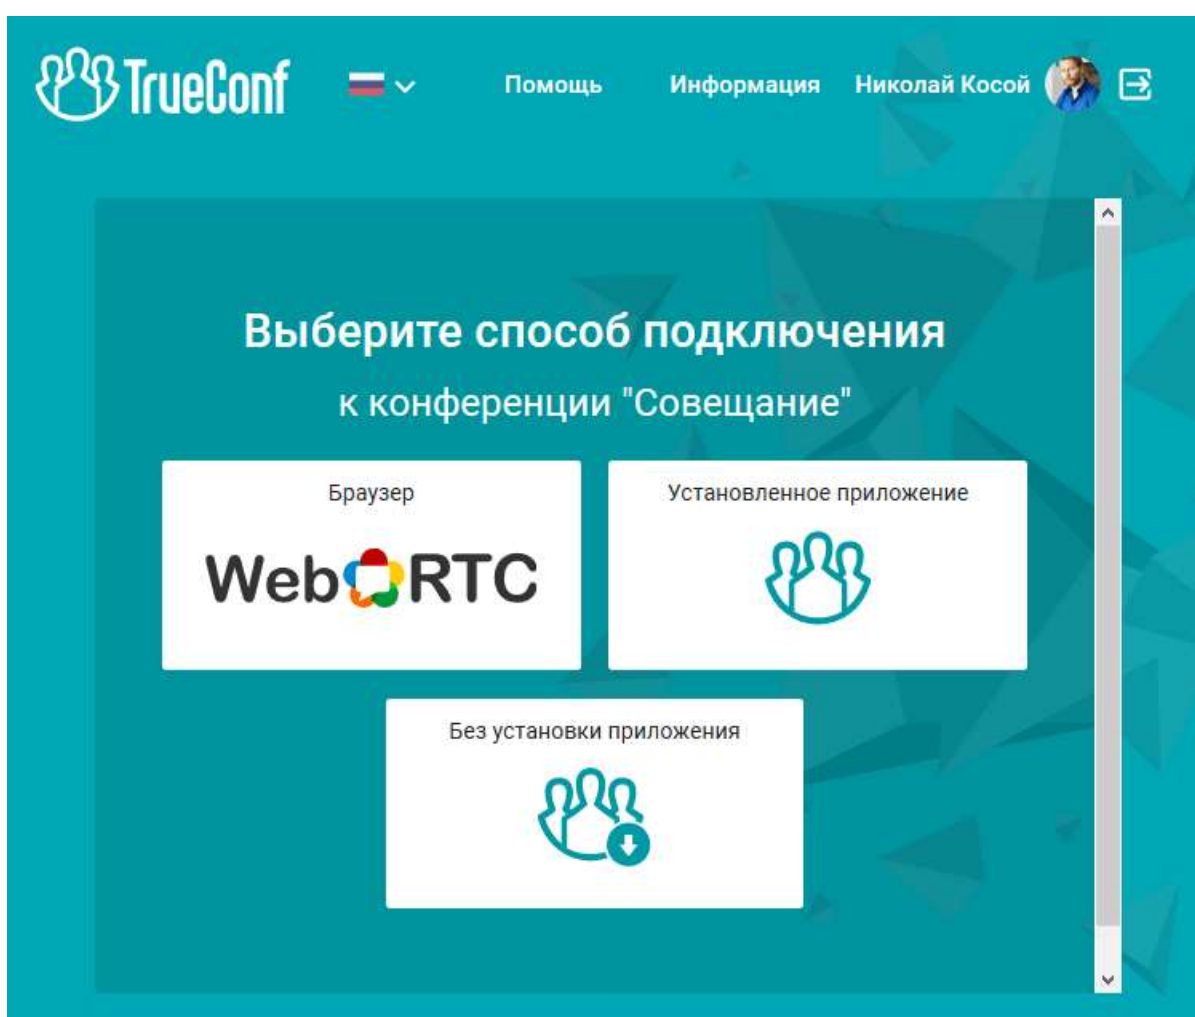 TrueConf
Помощь
Информация
Николай Косой
Выберите способ подключения
к конференции "Совещание"
Браузер
WebRTC
Установленное приложение
Без установки приложения